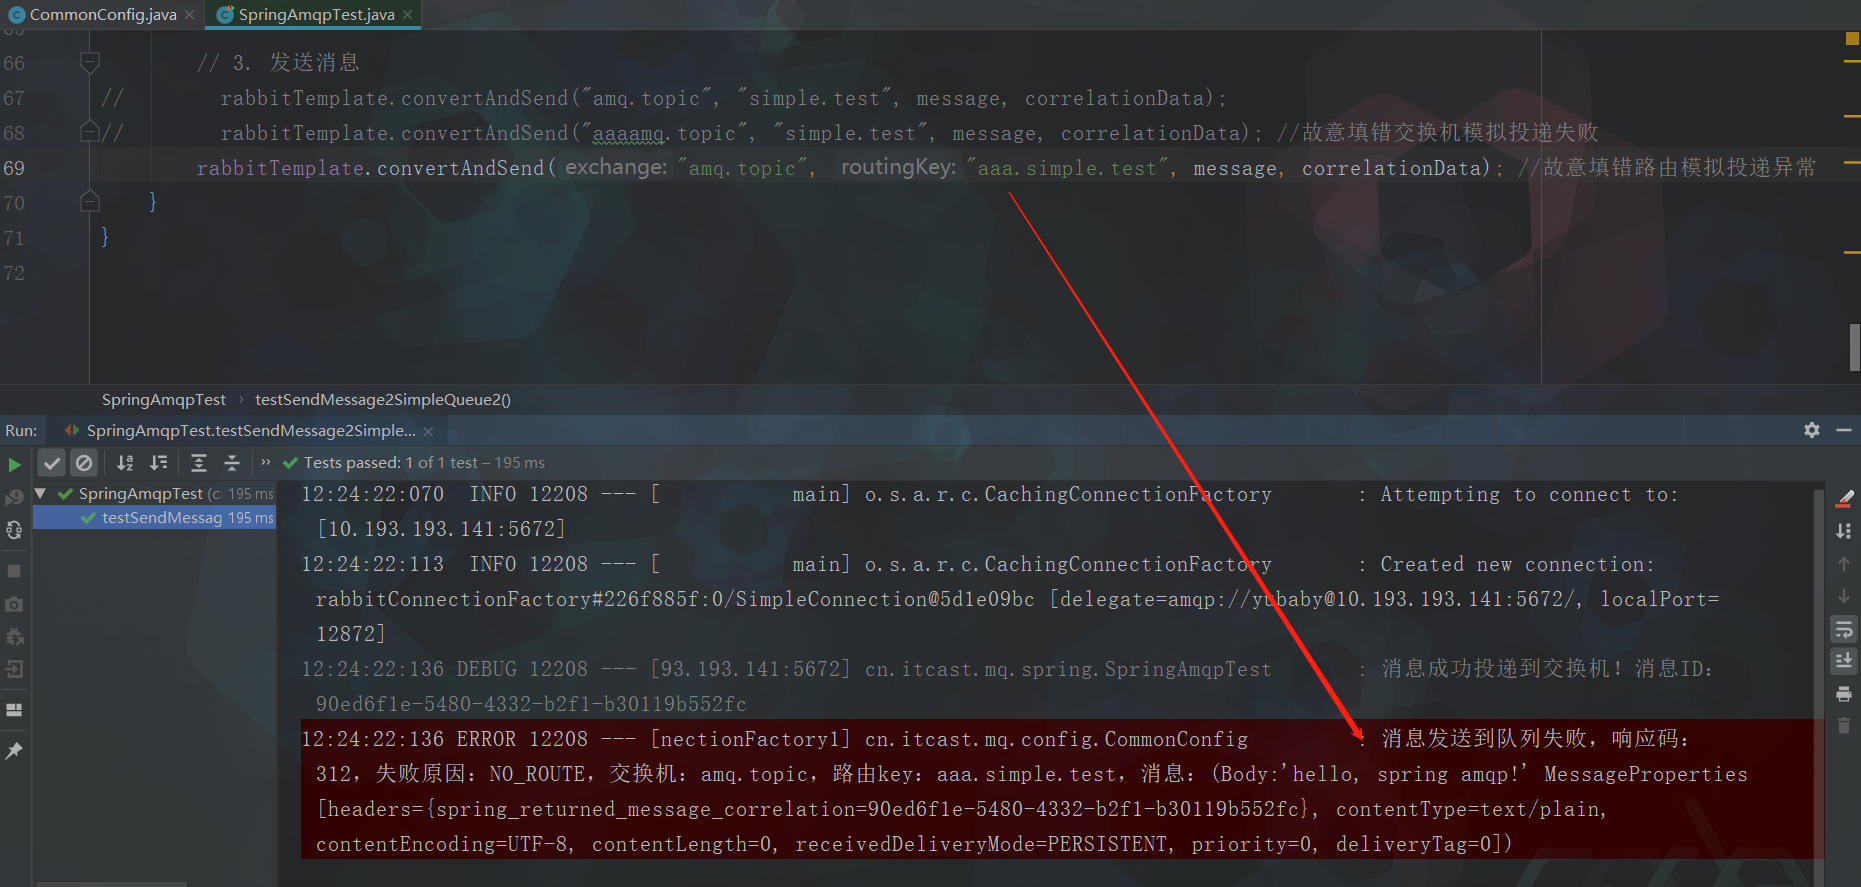 CommonConfig.java
SpringAmqpTest.java
66 // 3. 发送消息
67 // rabbitTemplate.convertAndSend("amq.topic", "simple.test", message, correlationData);
68 // rabbitTemplate.convertAndSend("aaaamq.topic", "simple.test", message, correlationData); //故意填错交换机模拟投递失败
69 rabbitTemplate.convertAndSend( exchange: "amq.topic", routingKey: "aaa.simple.test", message, correlationData); //故意填错路由模拟投递异常
70 }
71 }
72
SpringAmqpTest › testSendMessage2SimpleQueue2()
Run: SpringAmqpTest.testSendMessage2Simple...
» Tests passed: 1 of 1 test – 195 ms
SpringAmqpTest (c 195 ms
testSendMessag 195 ms
12:24:22:070 INFO 12208 --- [ main] o.s.a.r.c.CachingConnectionFactory : Attempting to connect to:
[10.193.193.141:5672]
12:24:22:113 INFO 12208 --- [ main] o.s.a.r.c.CachingConnectionFactory : Created new connection:
rabbitConnectionFactory#226f885f:0/SimpleConnection@5d1e09bc [delegate=amqp://yubaby@10.193.193.141:5672/, localPort=
12872]
12:24:22:136 DEBUG 12208 --- [93.193.141:5672] cn.itcast.mq.spring.SpringAmqpTest : 消息成功投递到交换机！消息ID：
90ed6f1e-5480-4332-b2f1-b30119b552fc
12:24:22:136 ERROR 12208 --- [nectionFactory1] cn.itcast.mq.config.CommonConfig : 消息发送到队列失败，响应码：
312，失败原因：NO_ROUTE，交换机：amq.topic，路由key：aaa.simple.test，消息：(Body:'hello, spring amqp!' MessageProperties
[headers={spring_returned_message_correlation=90ed6f1e-5480-4332-b2f1-b30119b552fc}, contentType=text/plain,
contentEncoding=UTF-8, contentLength=0, receivedDeliveryMode=PERSISTENT, priority=0, deliveryTag=0])